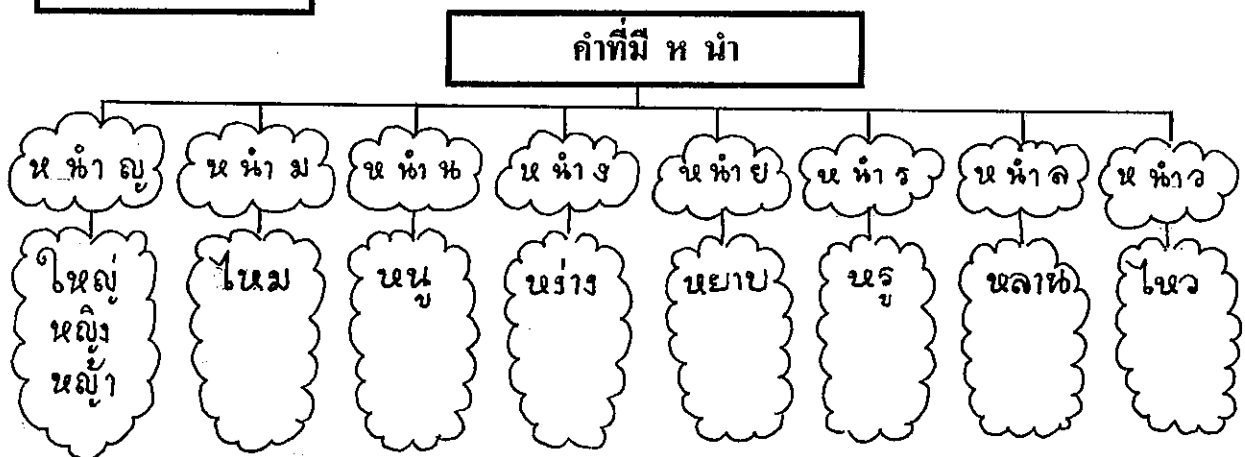 คำที่มี ห นำ
ห นำ ญ
ห นำ ม
ห นำ น
ห นำ ง
ห นำ ย
ห นำ ร
ห นำ ล
ห นำ ว
ใหญ่
หญิง
หญ้า
ไหม
หนู
หง่าง
หยาบ
หรู
หลาน
ไหว